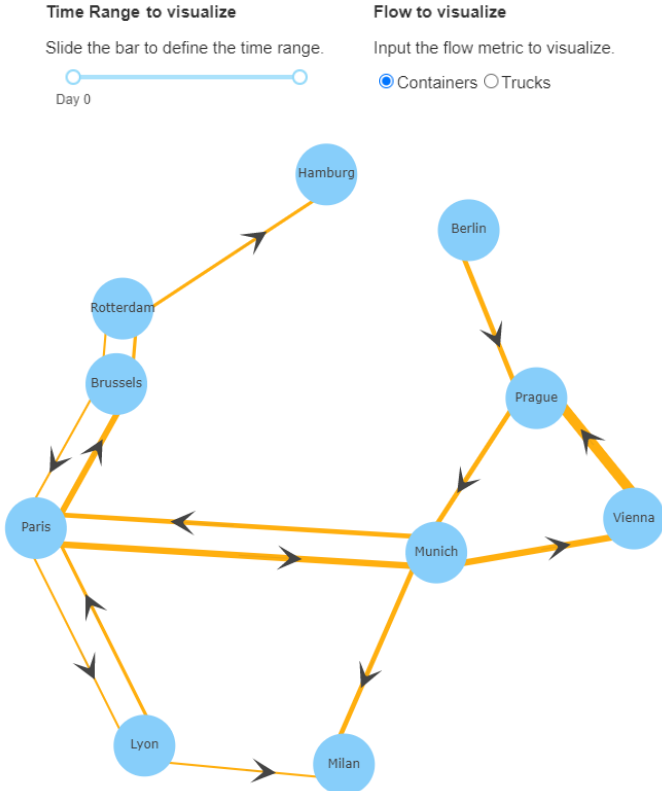 Time Range to visualize
Flow to visualize
Slide the bar to define the time range.
Input the flow metric to visualize.
Day 0
Containers
Trucks
Hamburg
Berlin
Rotterdam
Brussels
Prague
Paris
Vienna
Munich
Lyon
Milan